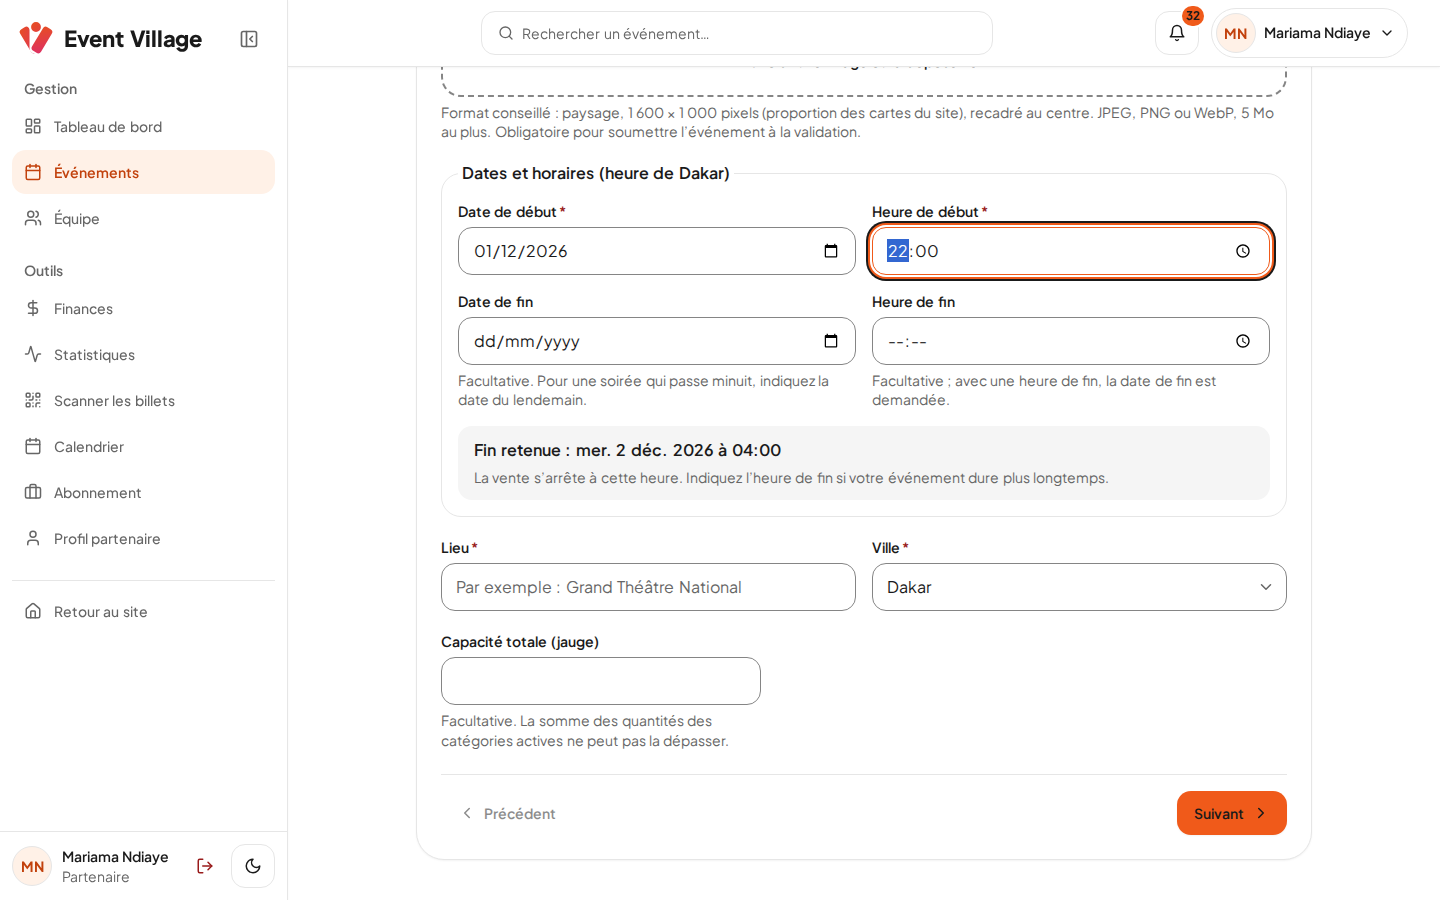 Event Village
Rechercher un événement...
32
MN
Mariama Ndiaye
Gestion
Tableau de bord
Événements
Équipe
Outils
Finances
Statistiques
Scanner les billets
Calendrier
Abonnement
Profil partenaire
Retour au site
MN
Mariama Ndiaye
Partenaire
Format conseillé : paysage, 1 600 × 1 000 pixels (proportion des cartes du site), recadré au centre. JPEG, PNG ou WebP, 5 Mo
au plus. Obligatoire pour soumettre l'événement à la validation.
Dates et horaires (heure de Dakar)
Date de début *
Heure de début *
01/12/2026
22:00
Date de fin
Heure de fin
dd/mm/yyyy
--:--
Facultative. Pour une soirée qui passe minuit, indiquez la
date du lendemain.
Facultative ; avec une heure de fin, la date de fin est
demandée.
Fin retenue : mer. 2 déc. 2026 à 04:00
La vente s'arrête à cette heure. Indiquez l'heure de fin si votre événement dure plus longtemps.
Lieu *
Ville *
Par exemple : Grand Théâtre National
Dakar
Capacité totale (jauge)
Facultative. La somme des quantités des
catégories actives ne peut pas la dépasser.
Précédent
Suivant